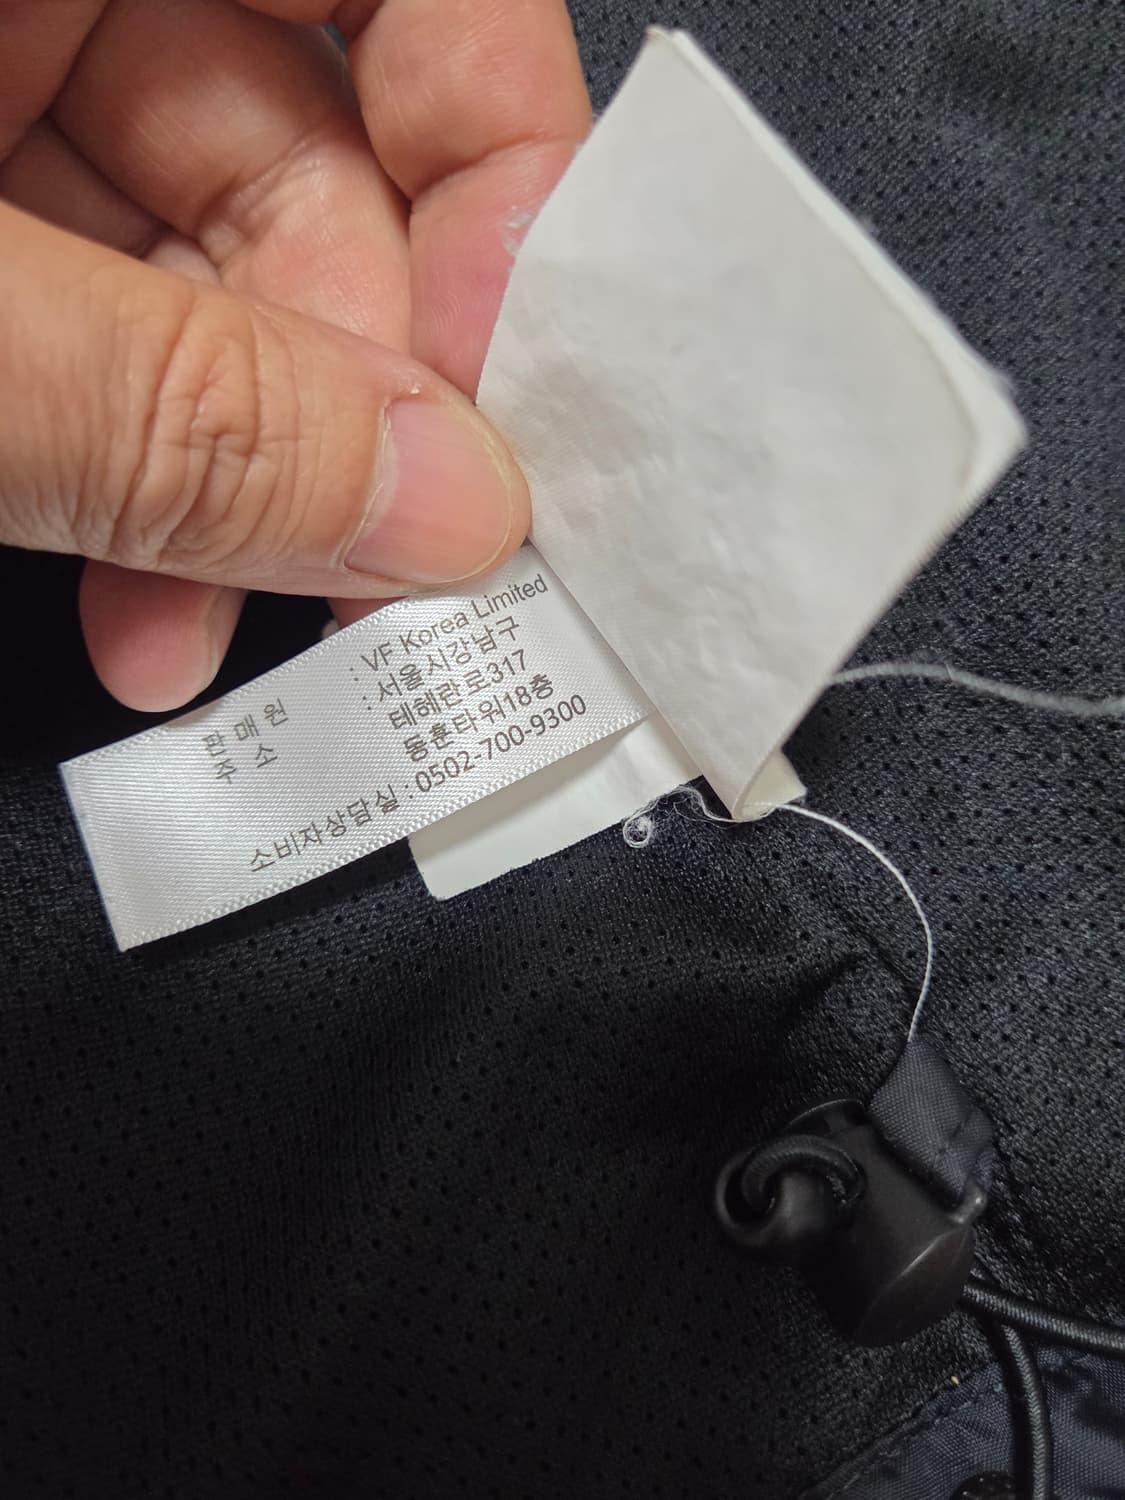 판 매 원 : VF Korea Limited
주 소 : 서울시강남구
테헤란로317
동훈타워18층
소비자상담실 : 0502-700-9300